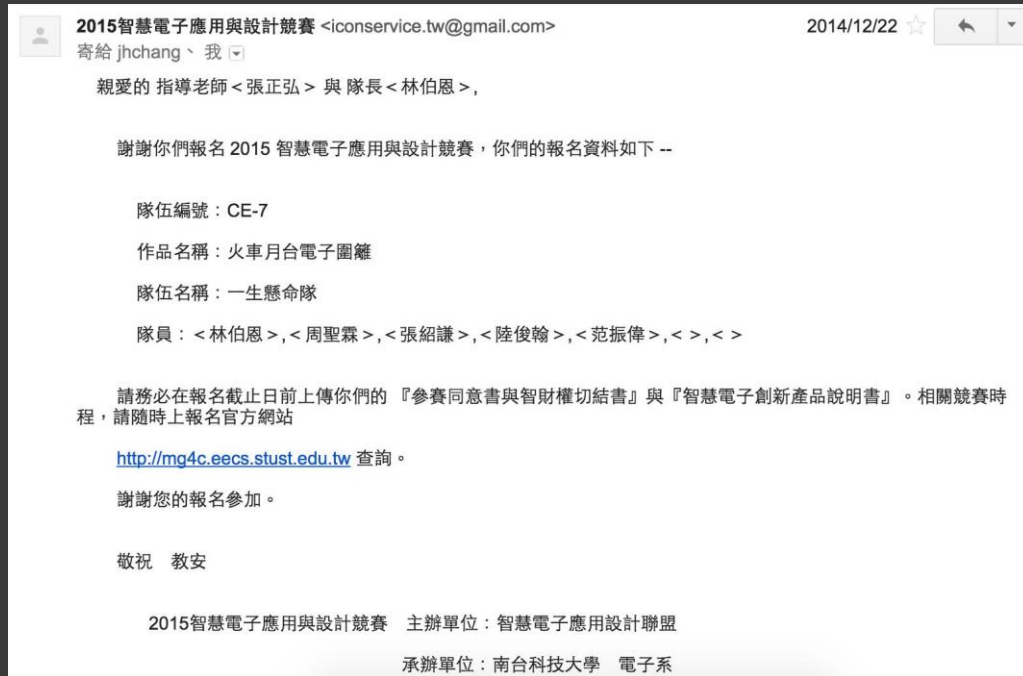 2015智慧電子應用與設計競賽 <iconservice.tw@gmail.com>
2014/12/22
寄給 jhchang、 我
親愛的 指導老師<張正弘> 與 隊長<林伯恩>,
謝謝你們報名 2015 智慧電子應用與設計競賽,你們的報名資料如下 --
隊伍編號:CE-7
作品名稱:火車月台電子圍籬
隊伍名稱:一生懸命隊
隊員:<林伯恩>,<周聖霖>,<張紹謙>,<陸俊翰>,<范振偉>,< >,< >
請務必在報名截止日前上傳你們的 『參賽同意書與智財權切結書』與『智慧電子創新產品說明書』。相關競賽時
程,請隨時上報名官方網站
http://mg4c.eecs.stust.edu.tw 查詢。
謝謝您的報名參加。
敬祝 教安
2015智慧電子應用與設計競賽 主辦單位:智慧電子應用設計聯盟
承辦單位:南台科技大學 電子系